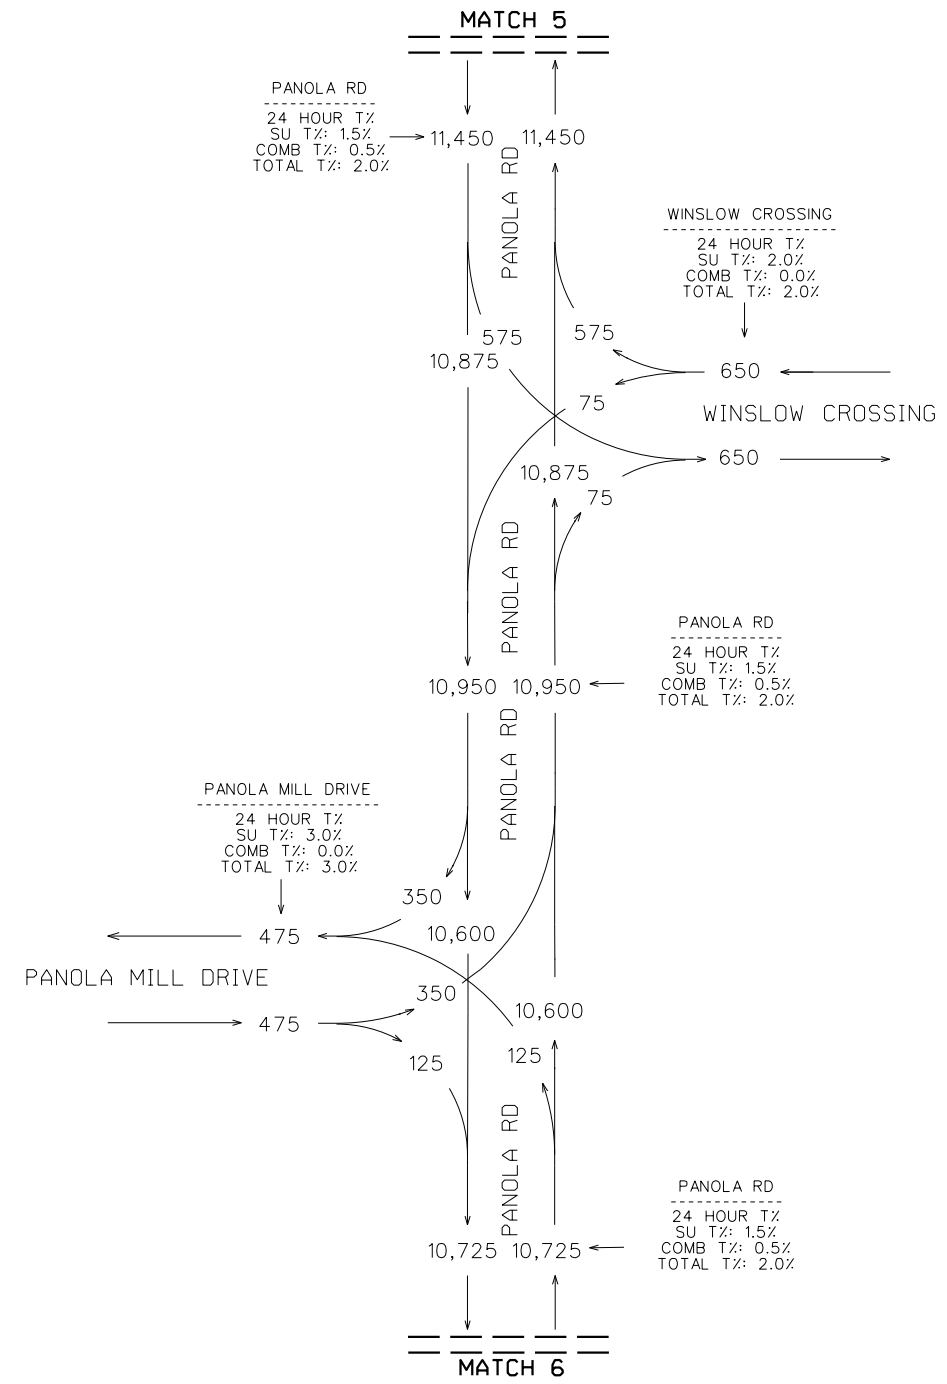 MATCH 5
PANOLA RD
24 HOUR T%
SU T%: 1.5%
COMB T%: 0.5%
TOTAL T%: 2.0%
11,450 11,450
PANOLA RD
WINSLOW CROSSING
24 HOUR T%
SU T%: 2.0%
COMB T%: 0.0%
TOTAL T%: 2.0%
575
575
10,875
650
75
WINSLOW CROSSING
650
10,875
75
PANOLA RD
PANOLA RD
24 HOUR T%
SU T%: 1.5%
COMB T%: 0.5%
TOTAL T%: 2.0%
10,950 10,950
PANOLA RD
PANOLA MILL DRIVE
24 HOUR T%
SU T%: 3.0%
COMB T%: 0.0%
TOTAL T%: 3.0%
350
475
10,600
PANOLA MILL DRIVE
350
10,600
475
125
125
PANOLA RD
PANOLA RD
24 HOUR T%
SU T%: 1.5%
COMB T%: 0.5%
TOTAL T%: 2.0%
10,725 10,725
MATCH 6